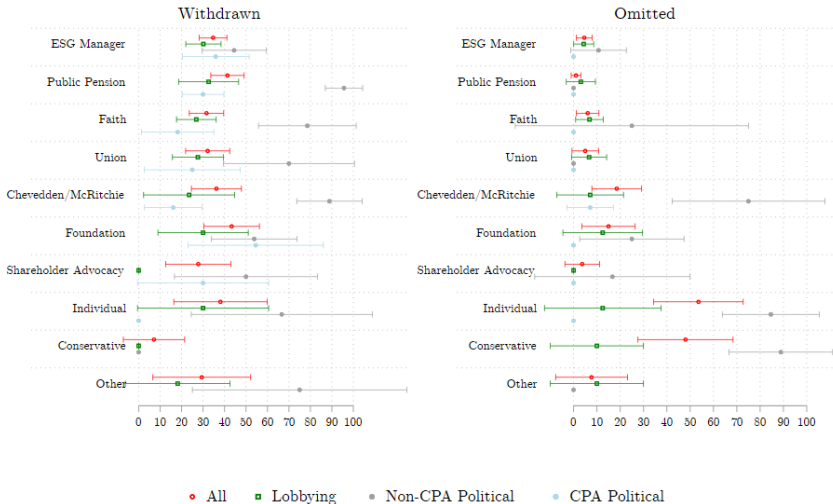 Withdrawn
ESG Manager
Public Pension
Faith
Union
Chevedden/McRitchie
Foundation
Shareholder Advocacy
Individual
Conservative
Other
0 10 20 30 40 50 60 70 80 90 100
Omitted
ESG Manager
Public Pension
Faith
Union
Chevedden/McRitchie
Foundation
Shareholder Advocacy
Individual
Conservative
Other
0 10 20 30 40 50 60 70 80 90 100
All Lobbying Non-CPA Political CPA Political